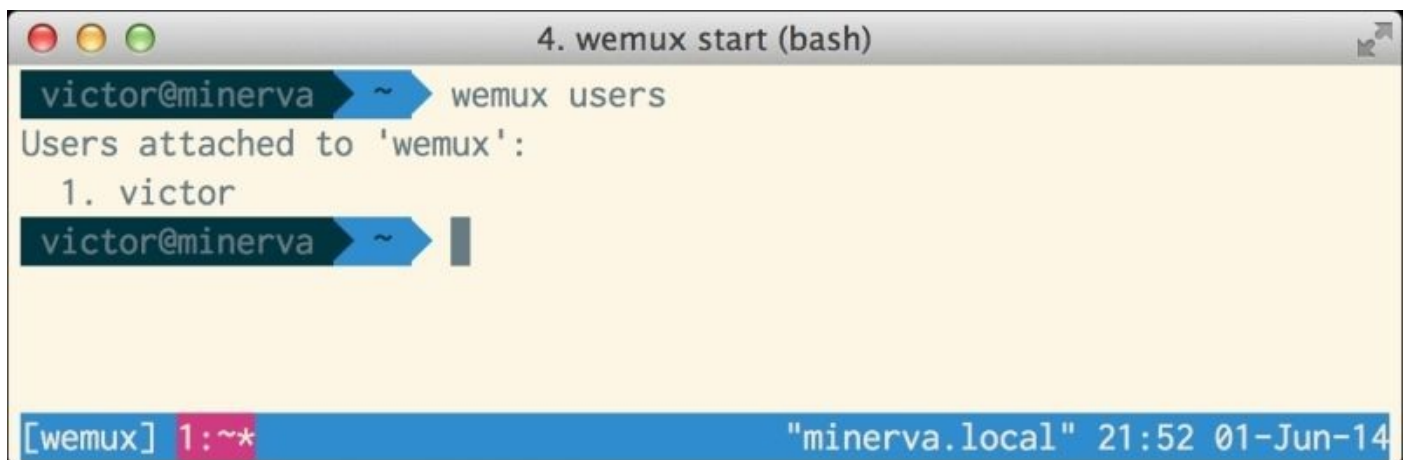 4. wemux start (bash)
victor@minerva ~ wemux users
Users attached to 'wemux':
1. victor
victor@minerva ~
[wemux] 1:~* "minerva.local" 21:52 01-Jun-14